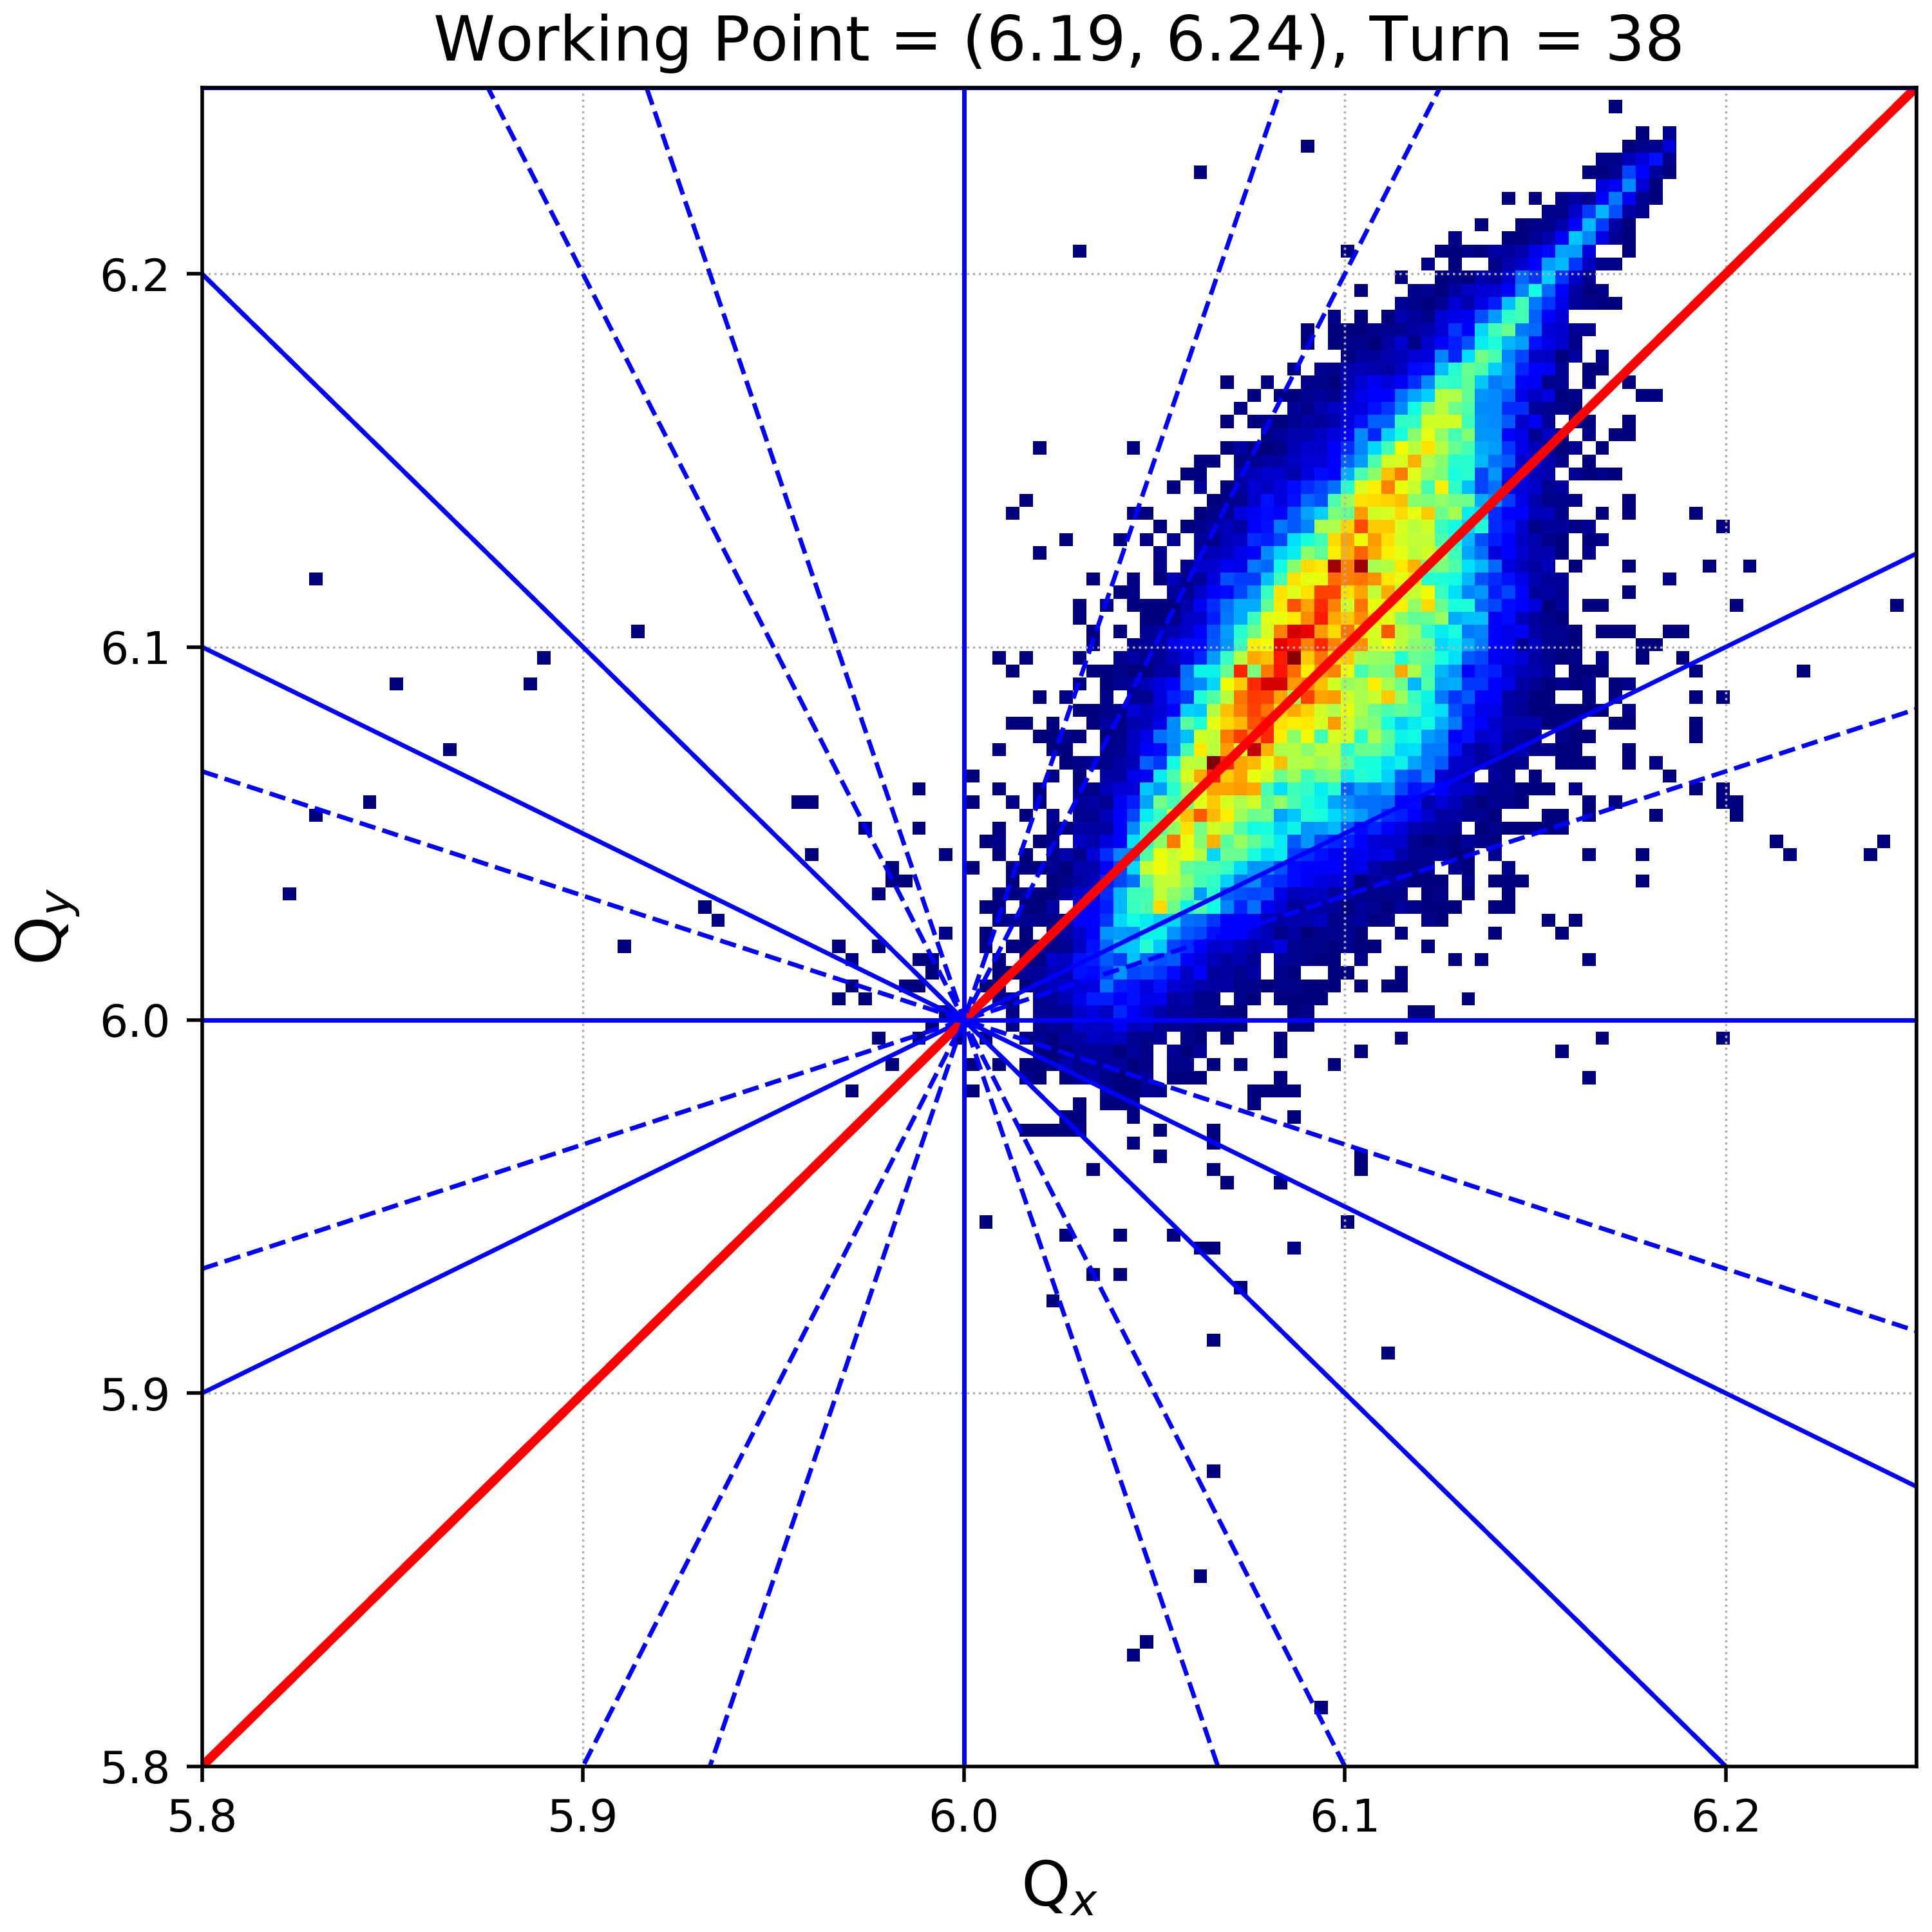 Working Point = (6.19, 6.24), Turn = 38
6.2
6.1
6.0
5.9
5.8
Qy
5.8 5.9 6.0 6.1 6.2
Qx